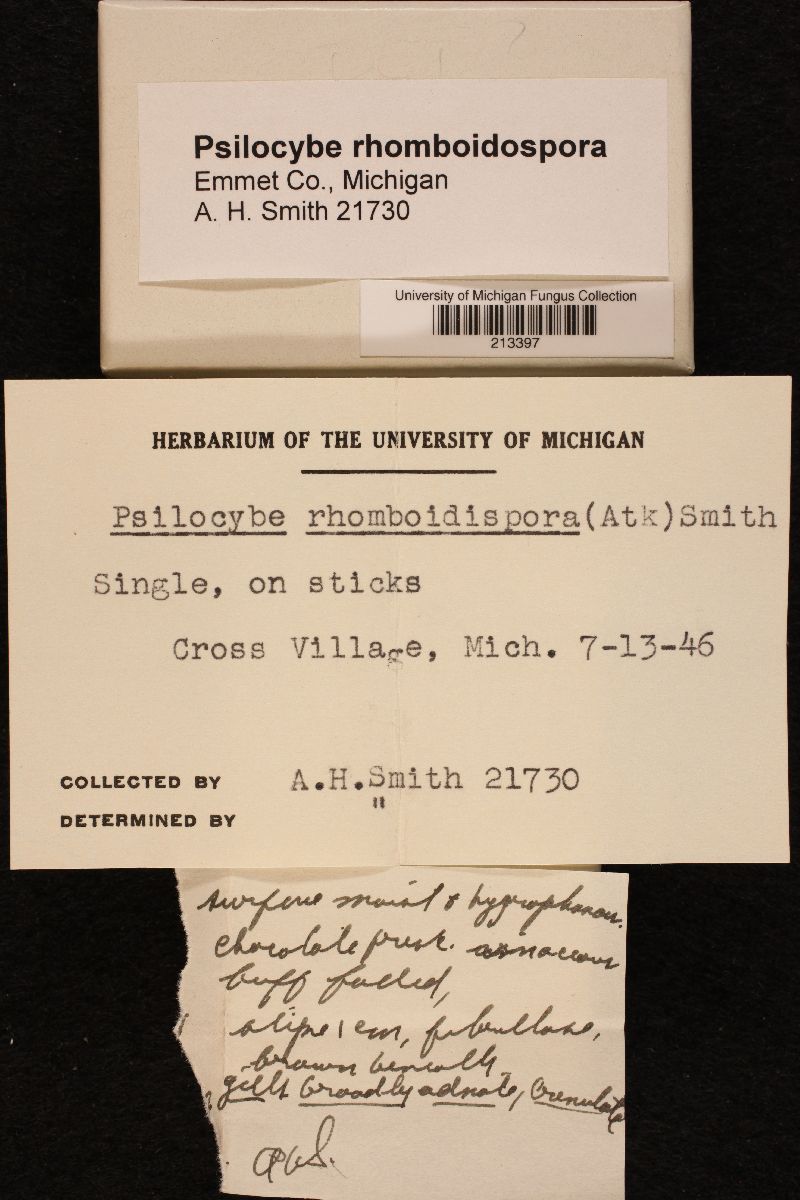 Psilocybe rhomboidospora
Emmet Co., Michigan
A. H. Smith 21730
University of Michigan Fungus Collection
213397
HERBARIUM OF THE UNIVERSITY OF MICHIGAN
Psilocybe rhomboidispora(Atk)Smith
Single, on sticks
Cross Village, Mich. 7-13-46
COLLECTED BY A.H.Smith 21730
DETERMINED BY "
surface moist & hygrophanous.
chocolate fresh.
buff faded,
stipe 1 cm, fibrillose,
brown beneath
gills broadly adnate, crenulate
AHS.